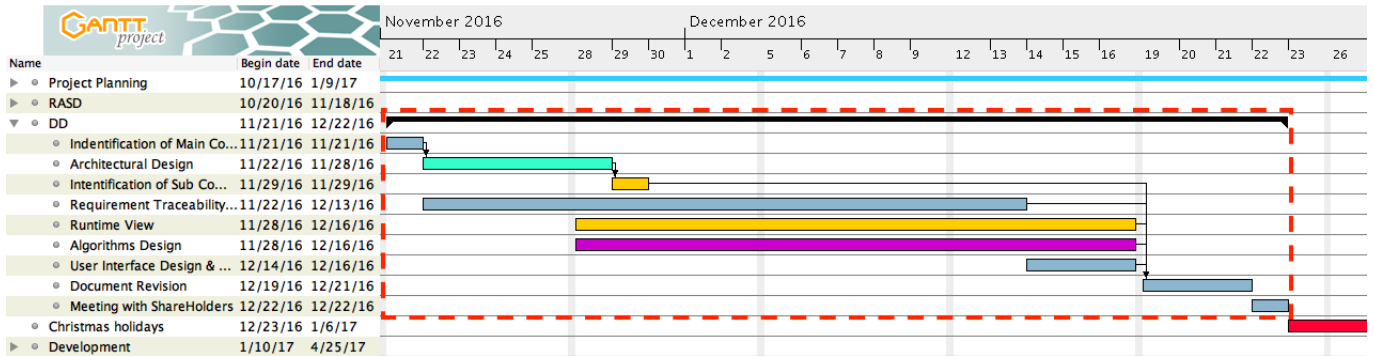 GANTT
project
November 2016 December 2016
21 22 23 24 25 28 29 30 1 2 5 6 7 8 9 12 13 14 15 16 19 20 21 22 23 26
Name Begin date End date
Project Planning 10/17/16 1/9/17
RASD 10/20/16 11/18/16
DD 11/21/16 12/22/16
Indentification of Main Co... 11/21/16 11/21/16
Architectural Design 11/22/16 11/28/16
Intentification of Sub Co... 11/29/16 11/29/16
Requirement Traceability... 11/22/16 12/13/16
Runtime View 11/28/16 12/16/16
Algorithms Design 11/28/16 12/16/16
User Interface Design & ... 12/14/16 12/16/16
Document Revision 12/19/16 12/21/16
Meeting with ShareHolders 12/22/16 12/22/16
Christmas holidays 12/23/16 1/6/17
Development 1/10/17 4/25/17